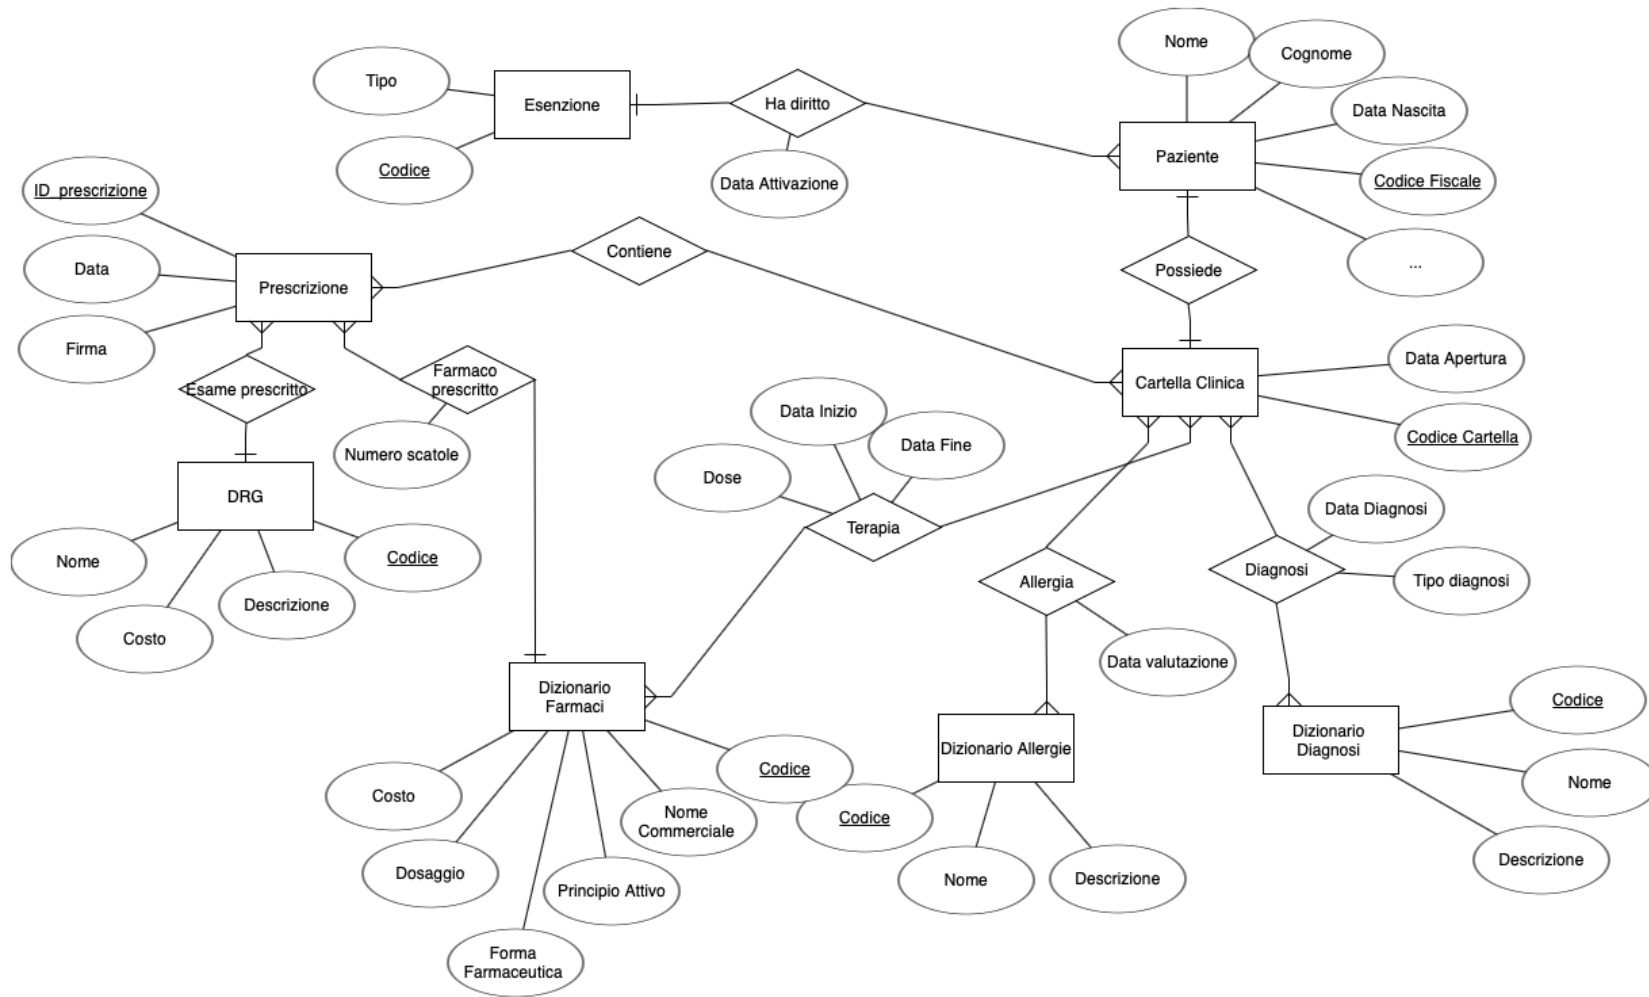 Nome
Cognome
Tipo
Esenzione
Ha diritto
Data Nascita
Paziente
Codice
Data Attivazione
Codice Fiscale
ID_prescrizione
Contiene
Possiede
...
Data
Prescrizione
Firma
Esame prescritto
Farmaco
prescritto
Cartella Clinica
Data Apertura
Data Inizio
Data Fine
Codice Cartella
Numero scatole
Dose
DRG
Terapia
Data Diagnosi
Nome
Codice
Descrizione
Costo
Allergia
Diagnosi
Tipo diagnosi
Data valutazione
Dizionario
Farmaci
Dizionario Allergie
Dizionario
Diagnosi
Codice
Codice
Nome
Costo
Nome
Commerciale
Codice
Dosaggio
Principio Attivo
Nome
Descrizione
Descrizione
Forma
Farmaceutica